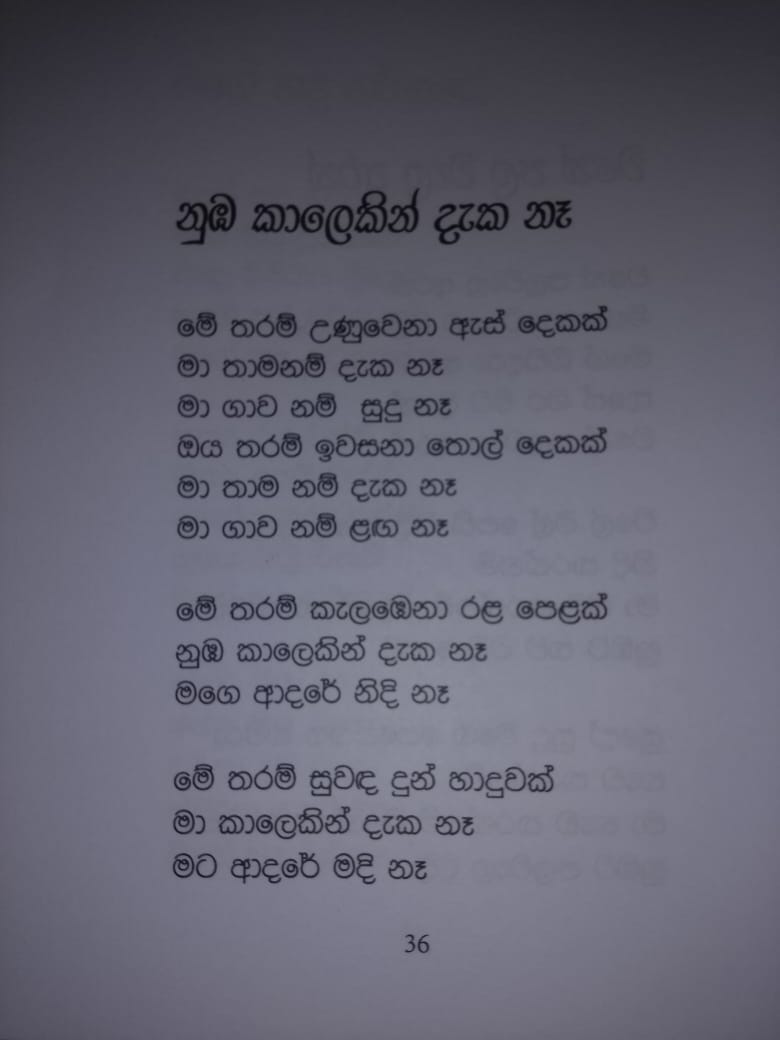 නුඹ කාලෙකින් දැක නෑ
මේ තරම් උණුවෙනා ඇස් දෙකක්
මා තාමනම් දැක නෑ
මා ගාව නම් සුදු නෑ
ඔය තරම් ඉවසනා තොල් දෙකක්
මා තාම නම් දැක නෑ
මා ගාව නම් ළඟ නෑ
මේ තරම් කැලඹෙනා රළ පෙළක්
නුඹ කාලෙකින් දැක නෑ
මගෙ ආදරේ නිදි නෑ
මේ තරම් සුවඳ දුන් හාදුවක්
මා කාලෙකින් දැක නෑ
මට ආදරේ මදි නෑ
36